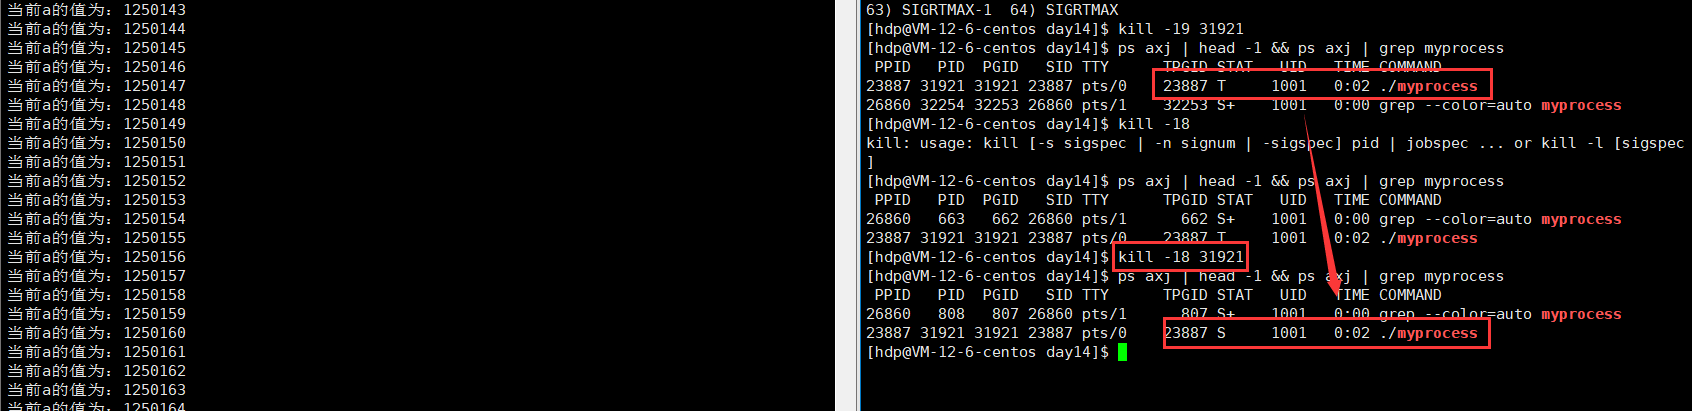 当前a的值为: 1250143
当前a的值为: 1250144
当前a的值为: 1250145
当前a的值为: 1250146
当前a的值为: 1250147
当前a的值为: 1250148
当前a的值为: 1250149
当前a的值为: 1250150
当前a的值为: 1250151
当前a的值为: 1250152
当前a的值为: 1250153
当前a的值为: 1250154
当前a的值为: 1250155
当前a的值为: 1250156
当前a的值为: 1250157
当前a的值为: 1250158
当前a的值为: 1250159
当前a的值为: 1250160
当前a的值为: 1250161
当前a的值为: 1250162
当前a的值为: 1250163
当前a的值为: 1250164
63) SIGRTMAX-1  64) SIGRTMAX
[hdp@VM-12-6-centos day14]$ kill -19 31921
[hdp@VM-12-6-centos day14]$ ps axj | head -1 && ps axj | grep myprocess
 PPID   PID  PGID   SID TTY      TPGID STAT   UID   TIME COMMAND
23887 31921 31921 23887 pts/0    23887 T     1001   0:02 ./myprocess
26860 32254 32253 26860 pts/1    32253 S+    1001   0:00 grep --color=auto myprocess
[hdp@VM-12-6-centos day14]$ kill -18
kill: usage: kill [-s sigspec | -n signum | -sigspec] pid | jobspec ... or kill -l [sigspec
]
[hdp@VM-12-6-centos day14]$ ps axj | head -1 && ps axj | grep myprocess
 PPID   PID  PGID   SID TTY      TPGID STAT   UID   TIME COMMAND
26860   663   662 26860 pts/1      662 S+    1001   0:00 grep --color=auto myprocess
23887 31921 31921 23887 pts/0    23887 T     1001   0:02 ./myprocess
[hdp@VM-12-6-centos day14]$ kill -18 31921
[hdp@VM-12-6-centos day14]$ ps axj | head -1 && ps axj | grep myprocess
 PPID   PID  PGID   SID TTY      TPGID STAT   UID   TIME COMMAND
26860   808   807 26860 pts/1      807 S+    1001   0:00 grep --color=auto myprocess
23887 31921 31921 23887 pts/0    23887 S     1001   0:02 ./myprocess
[hdp@VM-12-6-centos day14]$